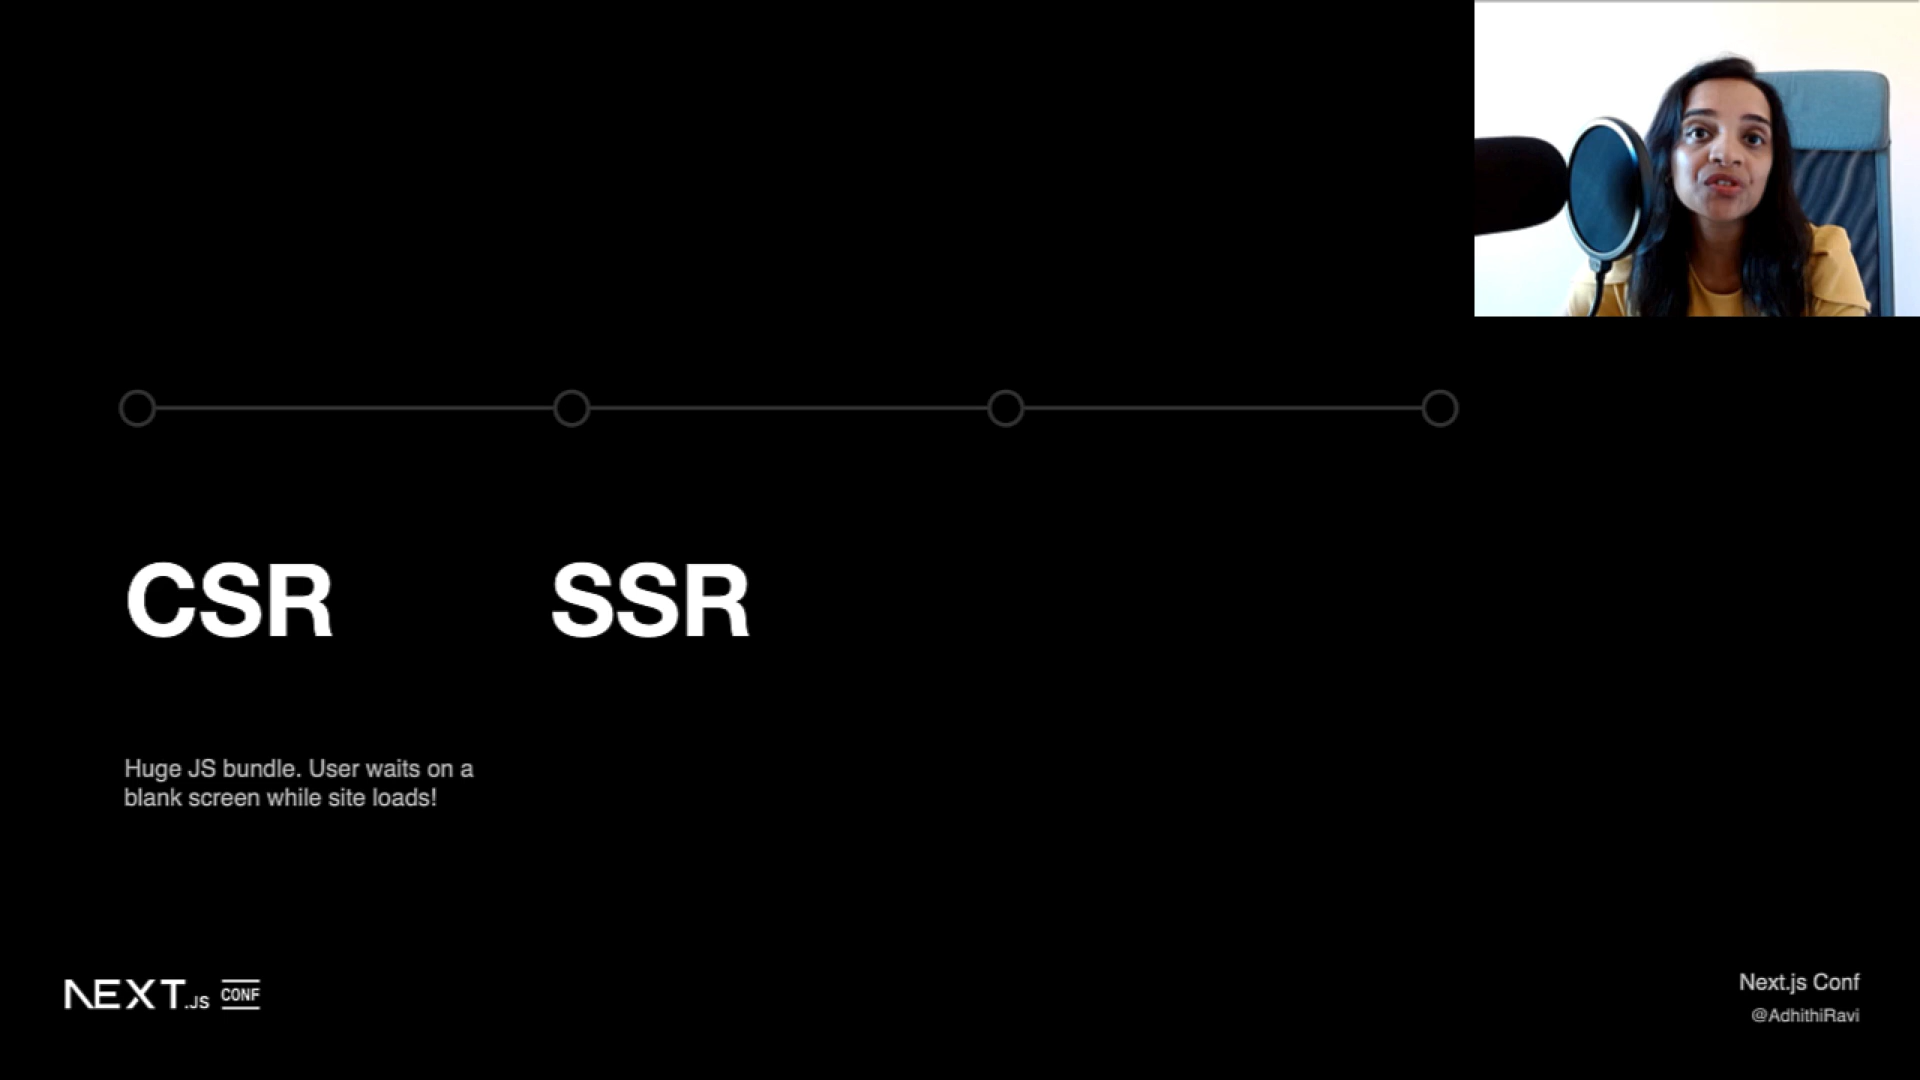 CSR
SSR
Huge JS bundle. User waits on a
blank screen while site loads!
NEXT.JS CONF
Next.js Conf
@AdhithiRavi